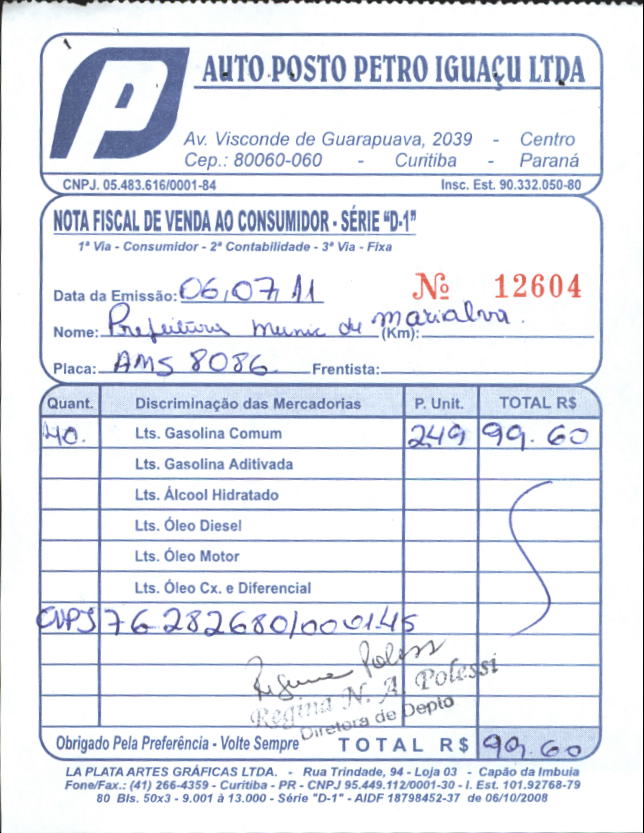 P
AUTO POSTO PETRO IGUAÇU LTDA
Av. Visconde de Guarapuava, 2039 - Centro
Cep.: 80060-060 - Curitiba - Paraná
CNPJ. 05.483.616/0001-84 Insc. Est. 90.332.050-80
NOTA FISCAL DE VENDA AO CONSUMIDOR - SÉRIE "D-1"
1ª Via - Consumidor - 2ª Contabilidade - 3ª Via - Fixa
Data da Emissão: 06,07,11 Nº 12604
Nome: Prefeitura Munic de Marialva. (Km):
Placa: AMS 8086 Frentista:
Quant. Discriminação das Mercadorias P. Unit. TOTAL R$
40. Lts. Gasolina Comum 249 99.60
Lts. Gasolina Aditivada
Lts. Álcool Hidratado
Lts. Óleo Diesel
Lts. Óleo Motor
Lts. Óleo Cx. e Diferencial
CNPJ 76 282680/0001.45
Regina Polessi
Regina N. A. Polessi
Diretora de Depto
Obrigado Pela Preferência - Volte Sempre TOTAL R$ 99.60
LA PLATA ARTES GRÁFICAS LTDA. - Rua Trindade, 94 - Loja 03 - Capão da Imbuia
Fone/Fax.: (41) 266-4359 - Curitiba - PR - CNPJ 95.449.112/0001-30 - I. Est. 101.92768-79
80 Bls. 50x3 - 9.001 à 13.000 - Série "D-1" - AIDF 18798452-37 de 06/10/2008